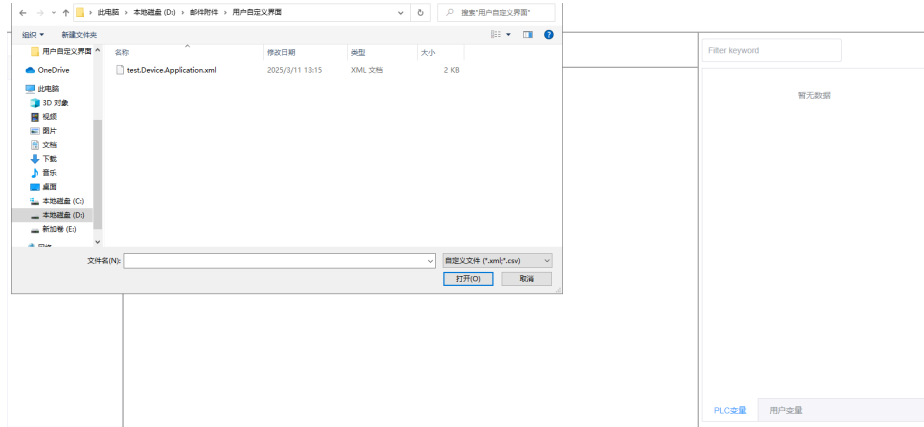 此电脑 › 本地磁盘 (D:) › 邮件附件 › 用户自定义界面
搜索"用户自定义界面"
组织 新建文件夹
用户自定义界面
OneDrive
此电脑
3D 对象
视频
图片
文档
下载
音乐
桌面
本地磁盘 (C:)
本地磁盘 (D:)
新加卷 (E:)
名称 修改日期 类型 大小
test.Device.Application.xml 2025/3/11 13:15 XML 文档 2 KB
文件名(N): 自定义文件 (*.xml;*.csv)
打开(O) 取消
Filter keyword
暂无数据
PLC变量 用户变量